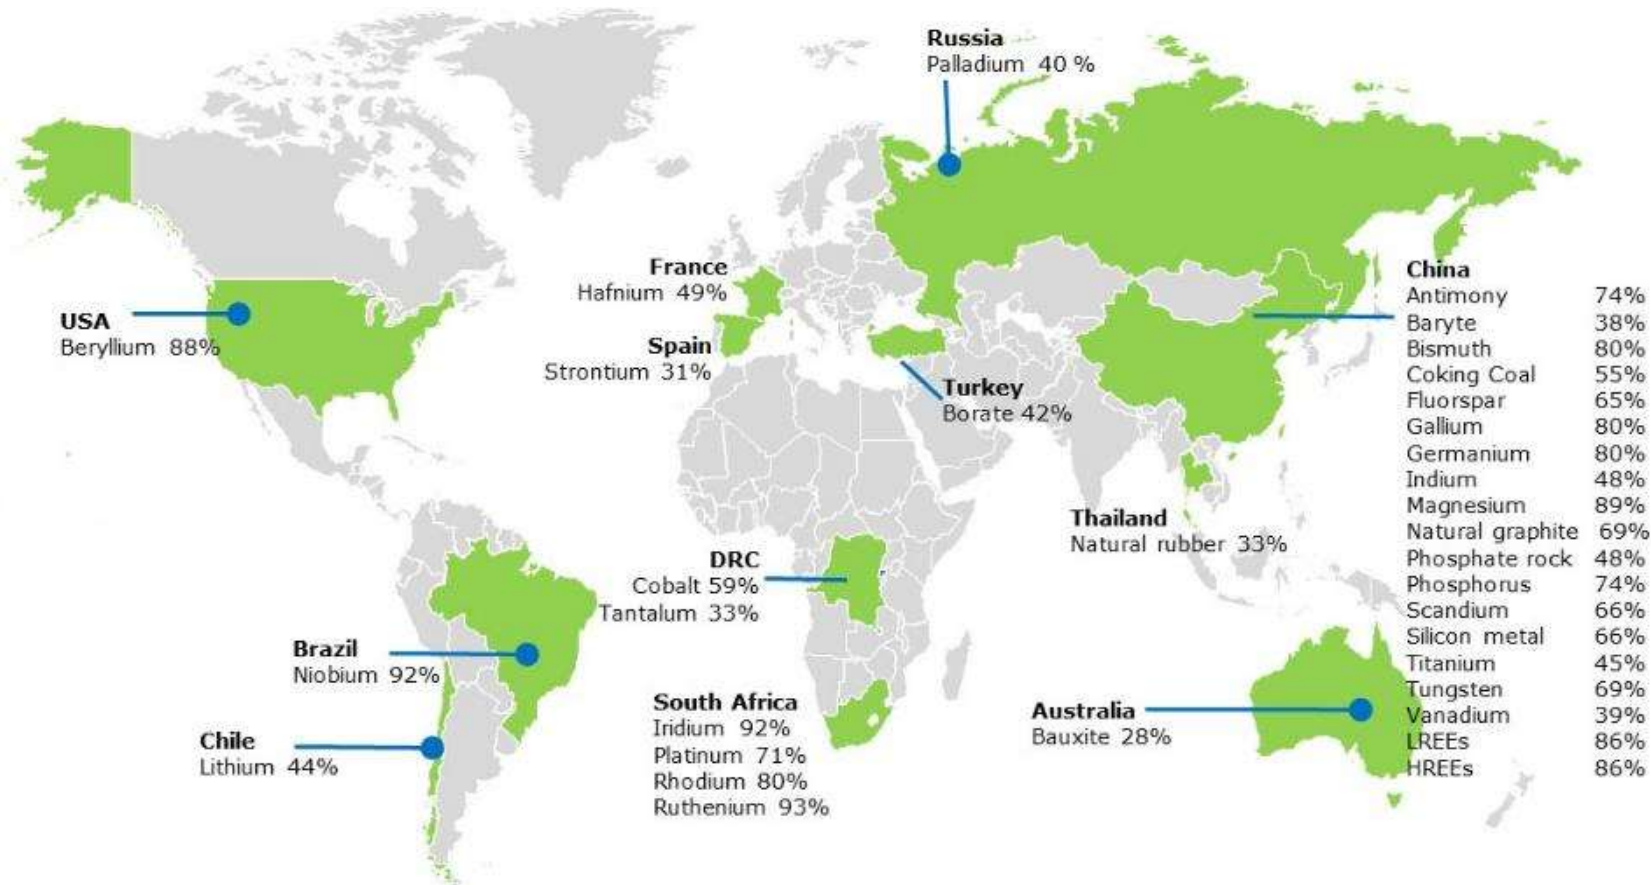 Russia
Palladium 40 %
France
Hafnium 49%
USA
Beryllium 88%
Spain
Strontium 31%
Turkey
Borate 42%
China
Antimony 74%
Baryte 38%
Bismuth 80%
Coking Coal 55%
Fluorspar 65%
Gallium 80%
Germanium 80%
Indium 48%
Magnesium 89%
Natural graphite 69%
Phosphate rock 48%
Phosphorus 74%
Scandium 66%
Silicon metal 66%
Titanium 45%
Tungsten 69%
Vanadium 39%
LREEs 86%
HREEs 86%
Thailand
Natural rubber 33%
DRC
Cobalt 59%
Tantalum 33%
Brazil
Niobium 92%
South Africa
Iridium 92%
Platinum 71%
Rhodium 80%
Ruthenium 93%
Australia
Bauxite 28%
Chile
Lithium 44%